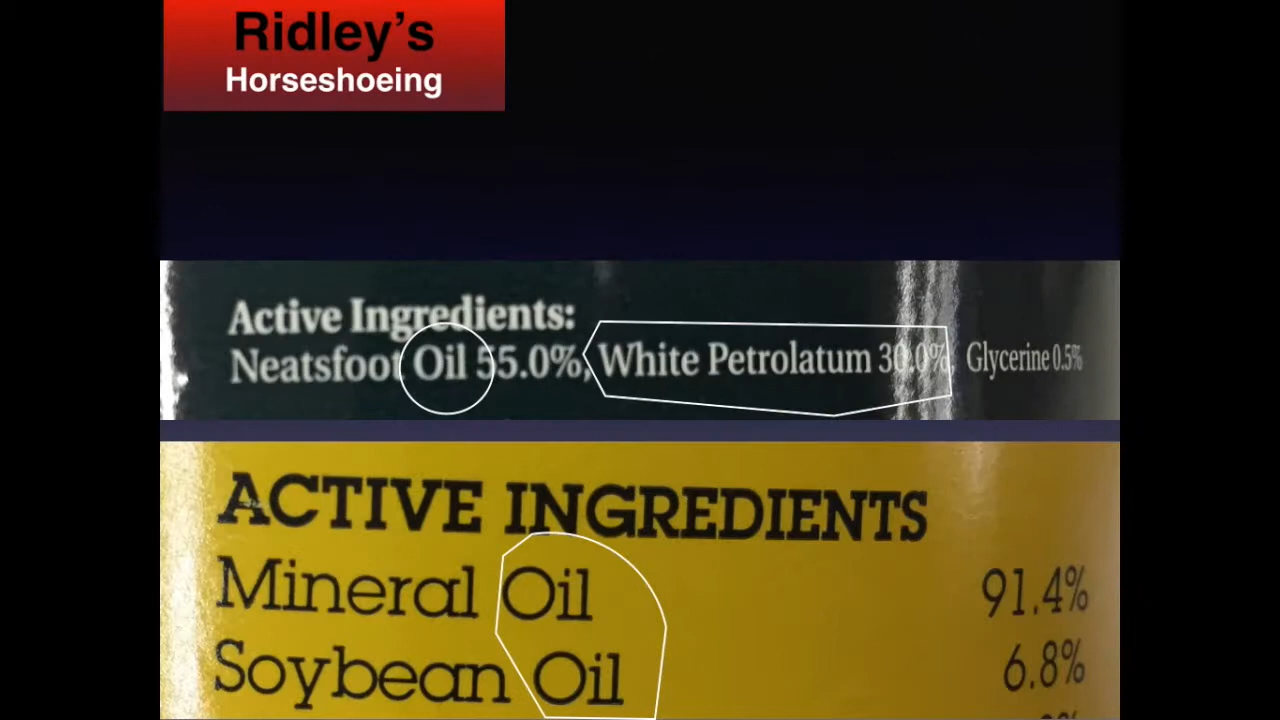 Ridley's
Horseshoeing
Active Ingredients:
Neatsfoot Oil 55.0%, White Petrolatum 30.0%, Glycerine 0.5%
ACTIVE INGREDIENTS
Mineral Oil 91.4%
Soybean Oil 6.8%